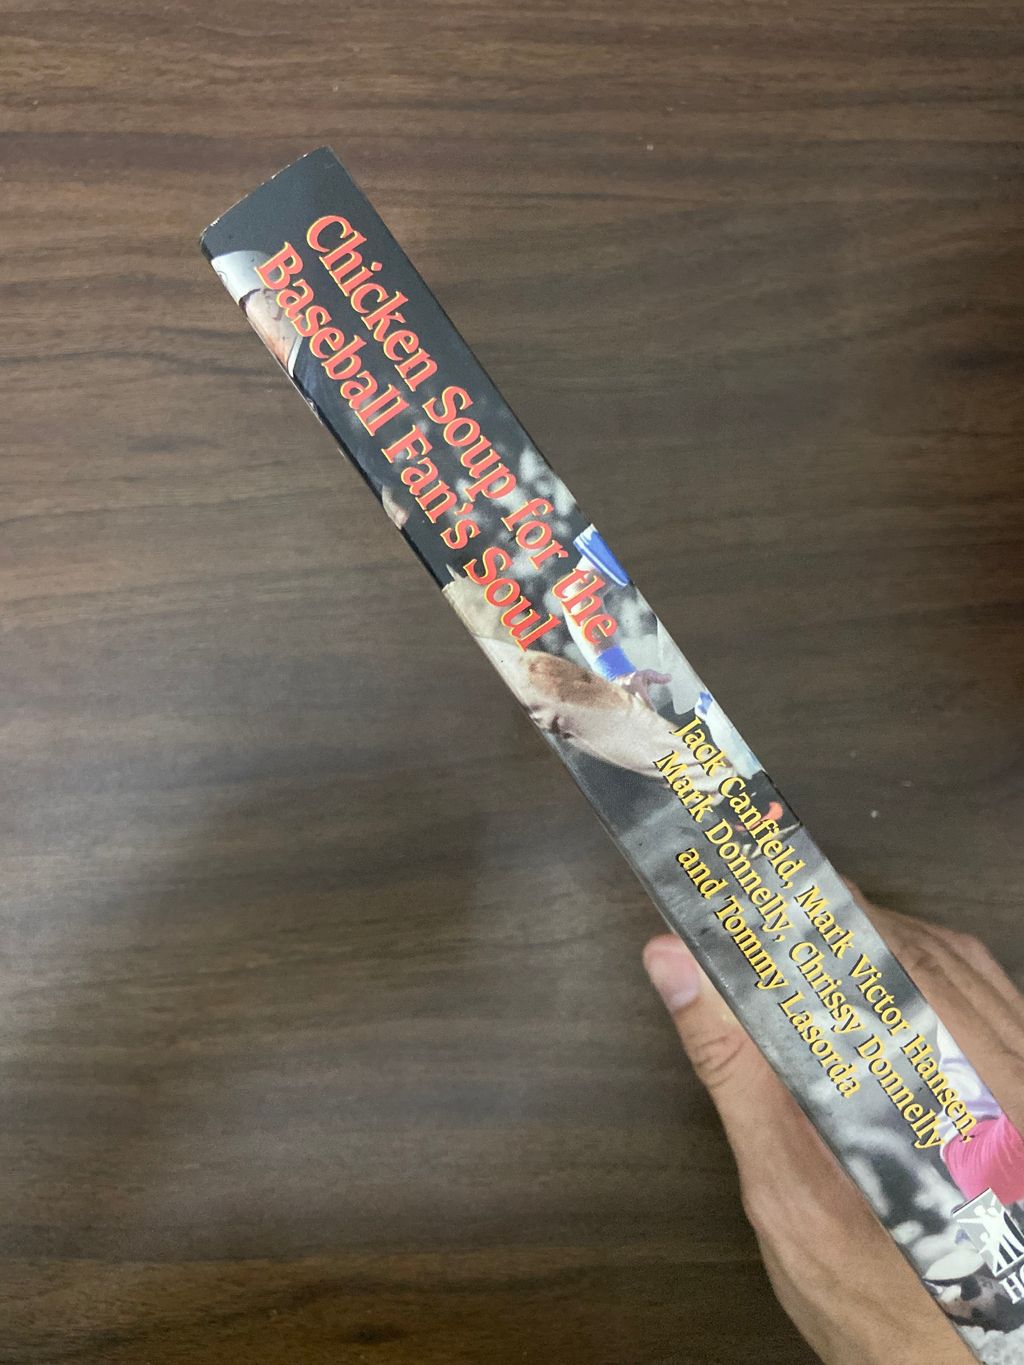 Chicken Soup for the
Baseball Fan's Soul
Jack Canfield, Mark Victor Hansen,
Mark Donnelly, Chrissy Donnelly
and Tommy Lasorda